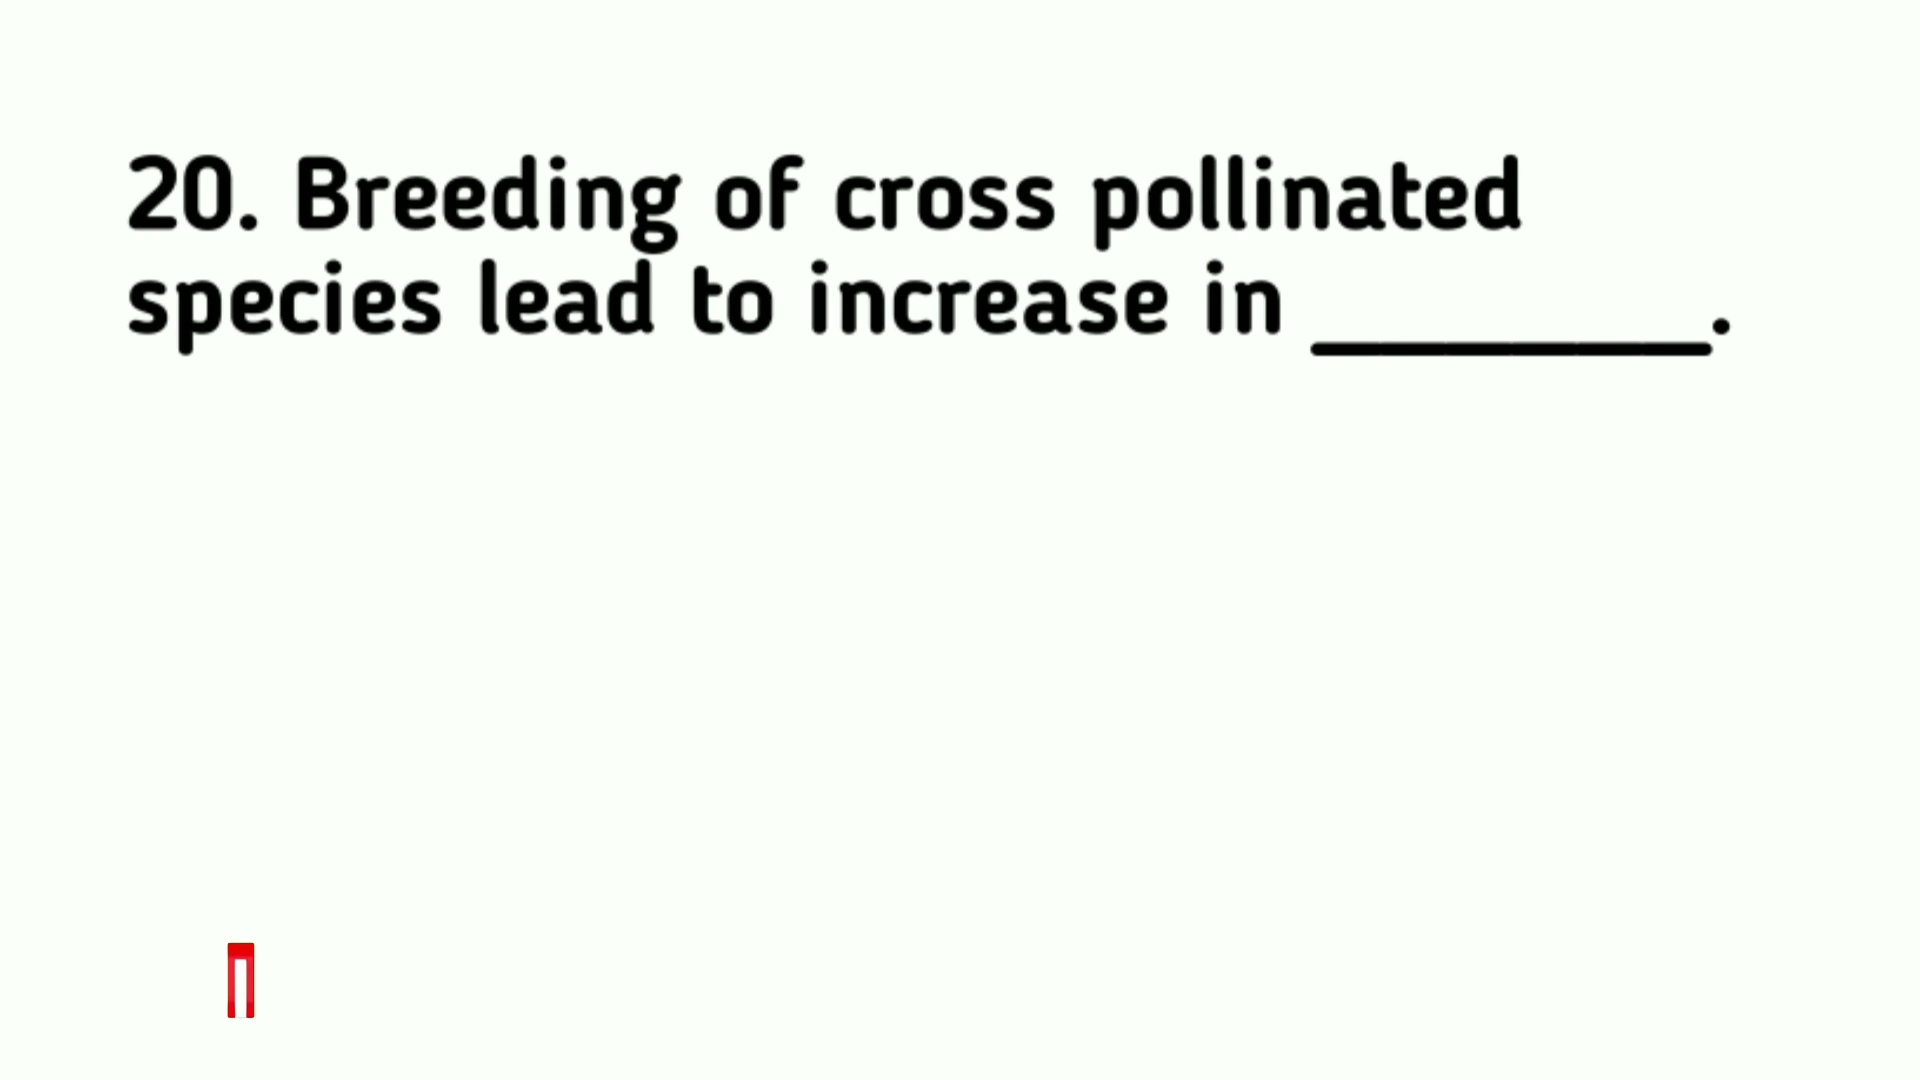 20. Breeding of cross pollinated
species lead to increase in ________.